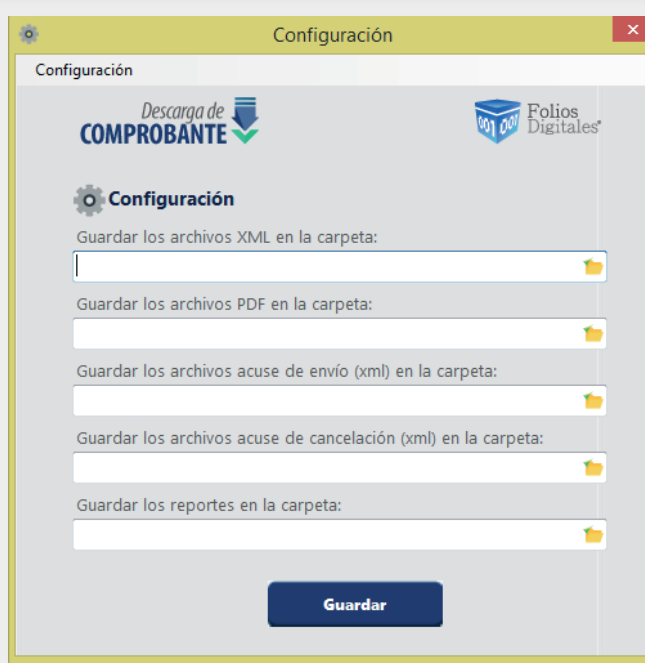 Configuración
Configuración
Descarga de
COMPROBANTE
Folios
Digitales
Configuración
Guardar los archivos XML en la carpeta:
Guardar los archivos PDF en la carpeta:
Guardar los archivos acuse de envío (xml) en la carpeta:
Guardar los archivos acuse de cancelación (xml) en la carpeta:
Guardar los reportes en la carpeta:
Guardar